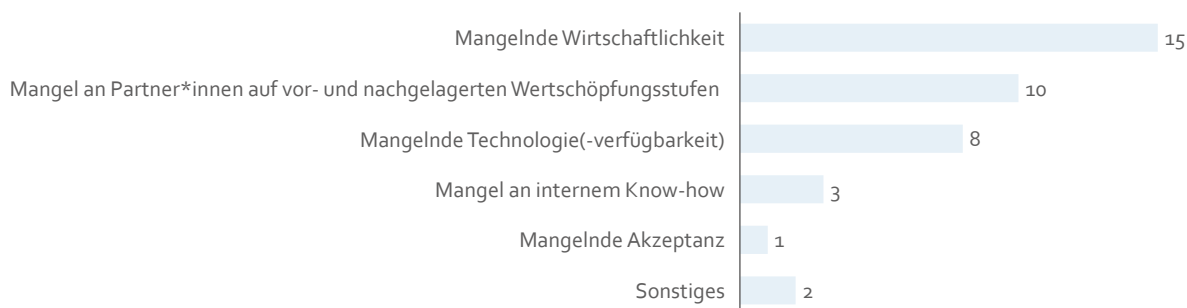 Mangelnde Wirtschaftlichkeit 15
Mangel an Partner*innen auf vor- und nachgelagerten Wertschöpfungsstufen 10
Mangelnde Technologie(-verfügbarkeit) 8
Mangel an internem Know-how 3
Mangelnde Akzeptanz 1
Sonstiges 2